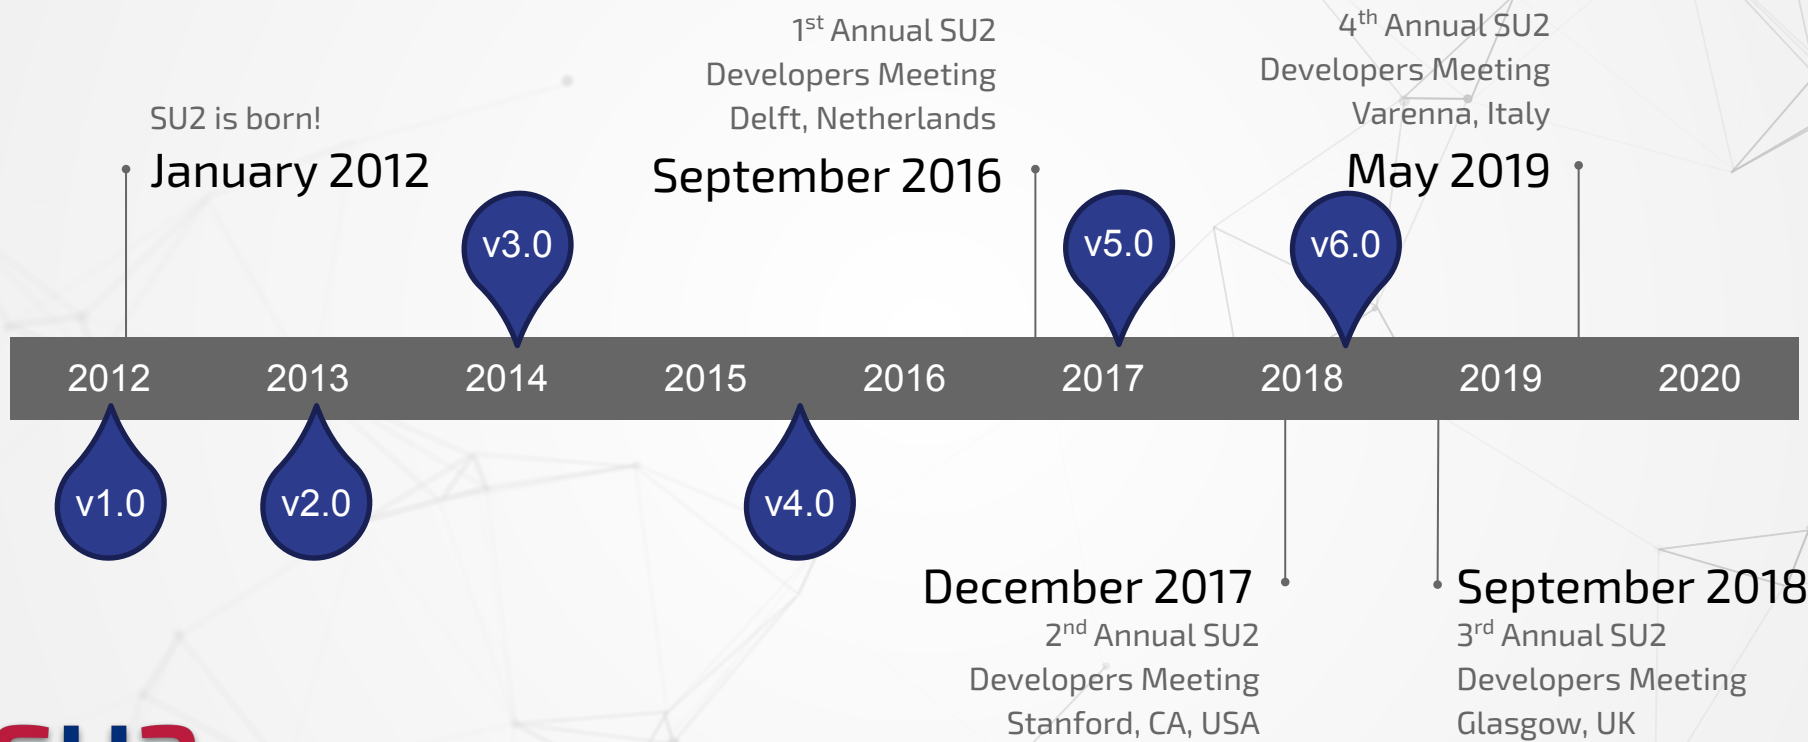 1st Annual SU2
Developers Meeting
Delft, Netherlands
September 2016
4th Annual SU2
Developers Meeting
Varenna, Italy
May 2019
SU2 is born!
January 2012
v3.0
v5.0
v6.0
2012 2013 2014 2015 2016 2017 2018 2019 2020
v1.0
v2.0
v4.0
December 2017
2nd Annual SU2
Developers Meeting
Stanford, CA, USA
September 2018
3rd Annual SU2
Developers Meeting
Glasgow, UK
SU2